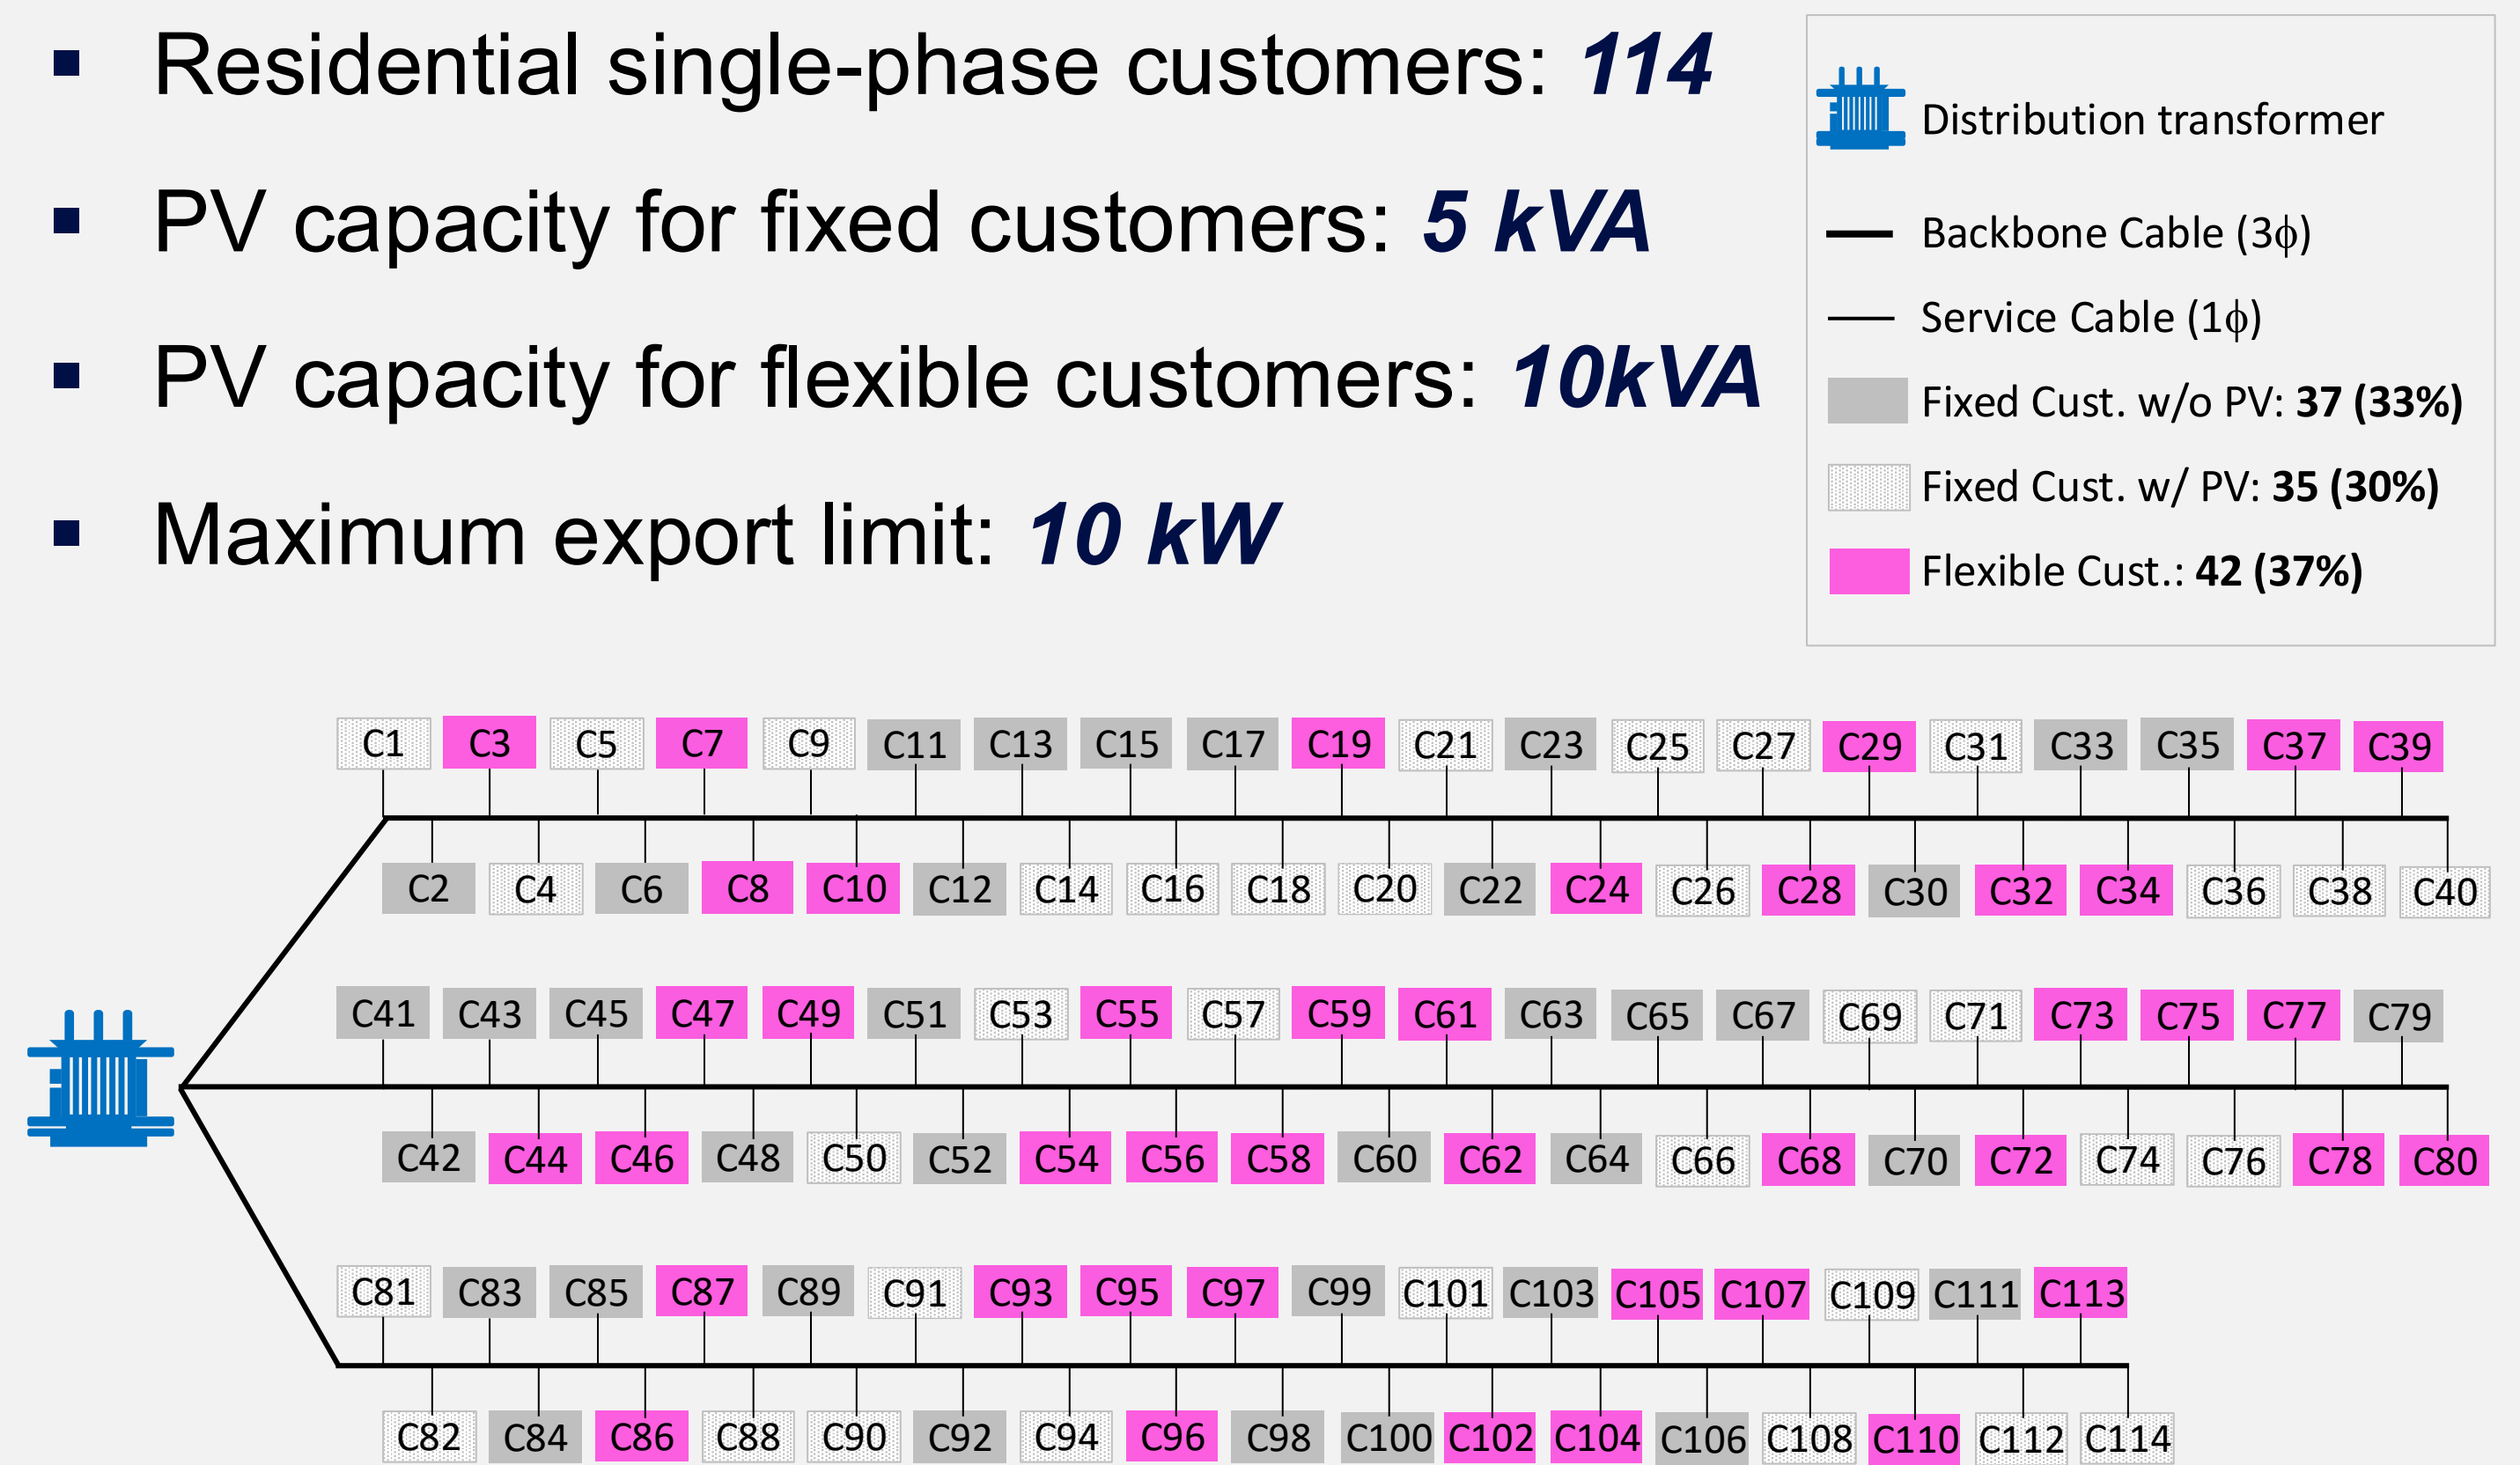 ▪ Residential single-phase customers: 114
▪ PV capacity for fixed customers: 5 kVA
▪ PV capacity for flexible customers: 10kVA
▪ Maximum export limit: 10 kW
Distribution transformer
Backbone Cable (3ϕ)
Service Cable (1ϕ)
Fixed Cust. w/o PV: 37 (33%)
Fixed Cust. w/ PV: 35 (30%)
Flexible Cust.: 42 (37%)
C1 C3 C5 C7 C9 C11 C13 C15 C17 C19 C21 C23 C25 C27 C29 C31 C33 C35 C37 C39
C2 C4 C6 C8 C10 C12 C14 C16 C18 C20 C22 C24 C26 C28 C30 C32 C34 C36 C38 C40
C41 C43 C45 C47 C49 C51 C53 C55 C57 C59 C61 C63 C65 C67 C69 C71 C73 C75 C77 C79
C42 C44 C46 C48 C50 C52 C54 C56 C58 C60 C62 C64 C66 C68 C70 C72 C74 C76 C78 C80
C81 C83 C85 C87 C89 C91 C93 C95 C97 C99 C101 C103 C105 C107 C109 C111 C113
C82 C84 C86 C88 C90 C92 C94 C96 C98 C100 C102 C104 C106 C108 C110 C112 C114